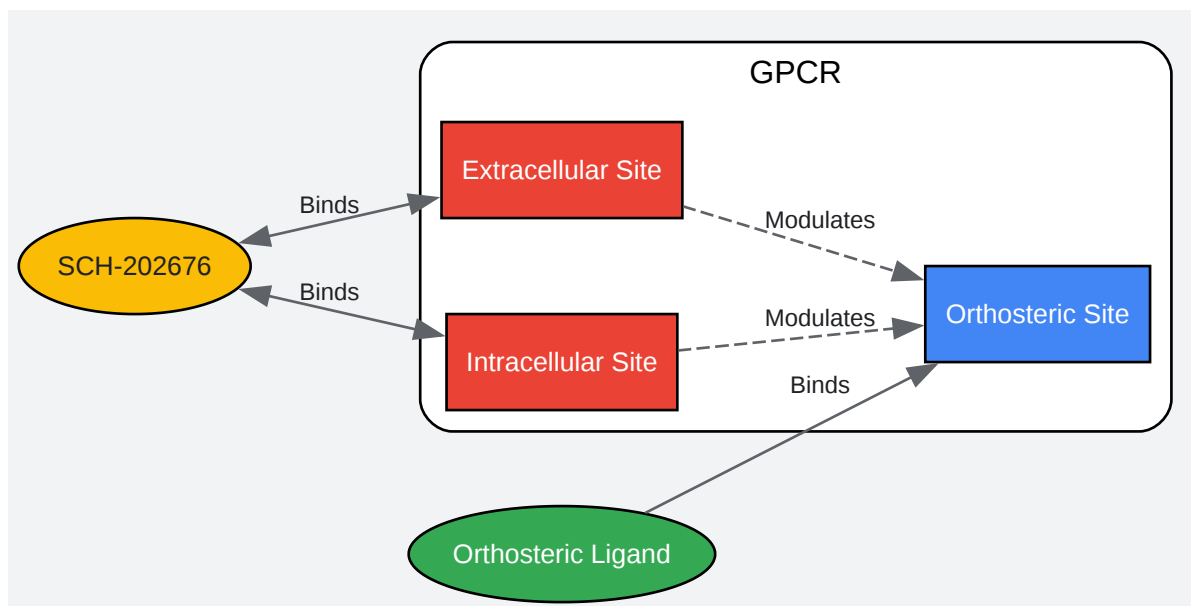 GPCR
Extracellular Site
Binds
Modulates
SCH-202676
Binds
Orthosteric Site
Modulates
Intracellular Site
Binds
Orthosteric Ligand